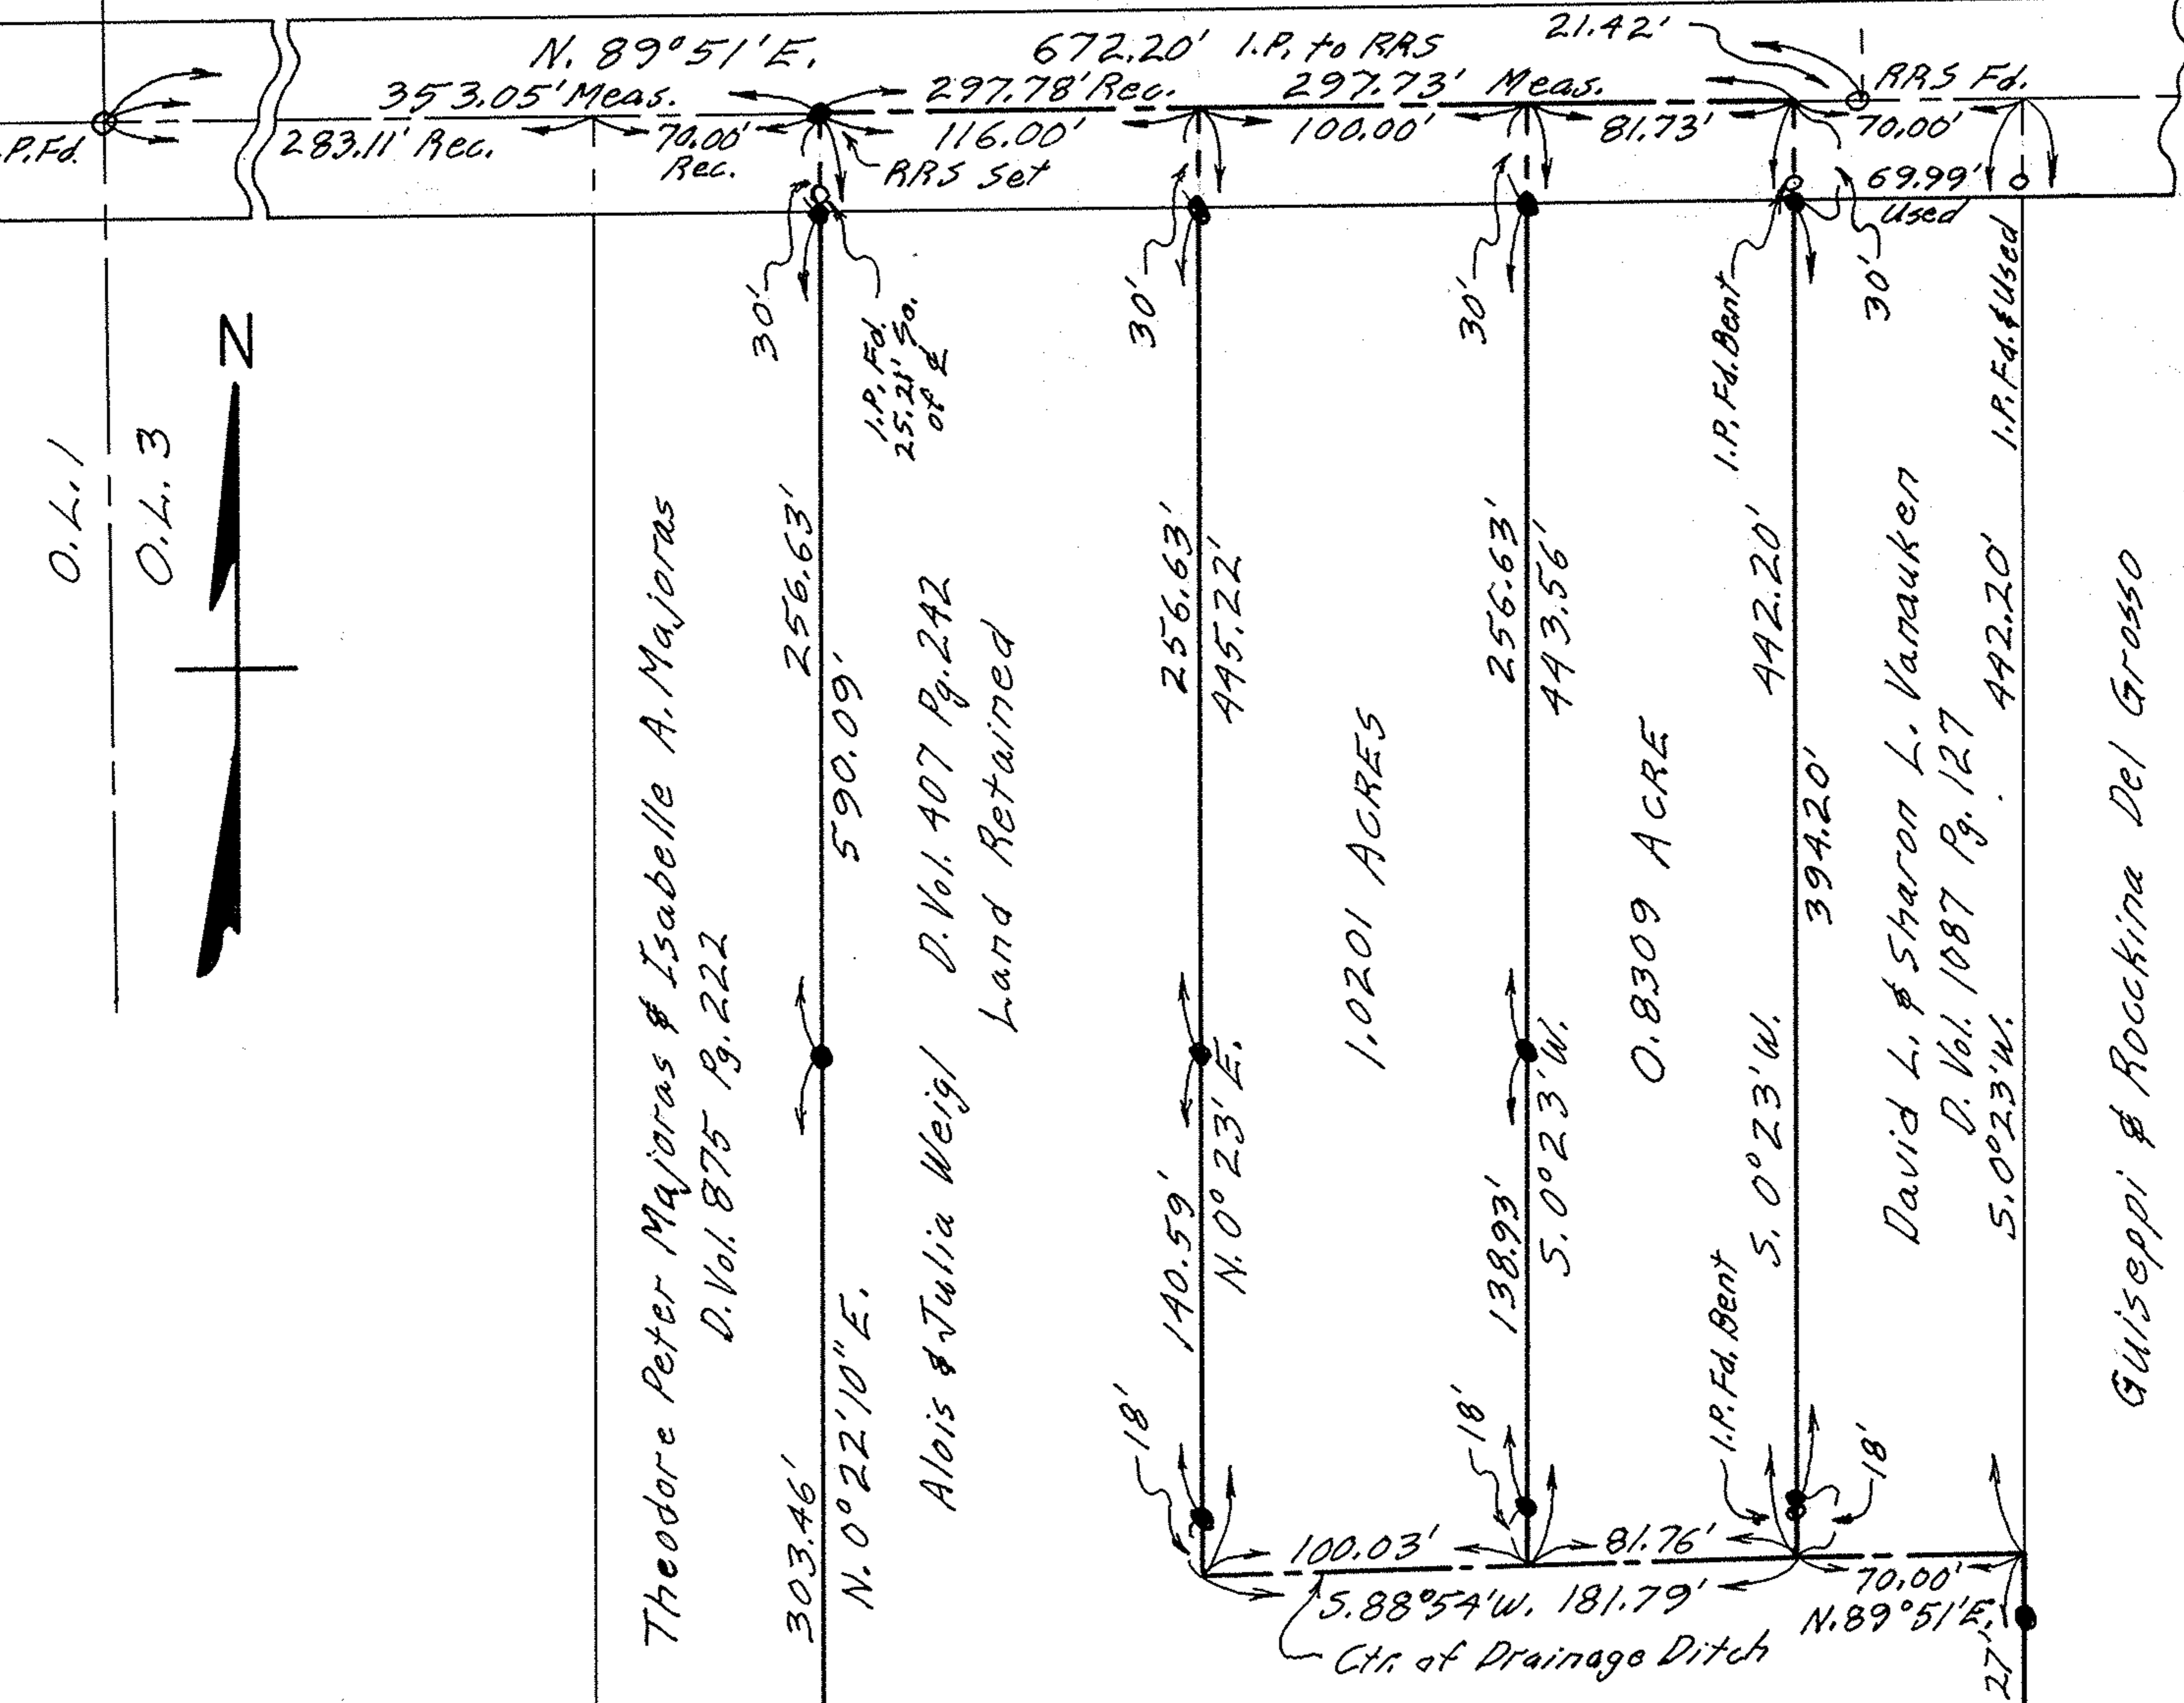 N. 89°51'E. 672.20' I.P. to RRS 21.42'
353.05' Meas. 297.78' Rec. 297.73' Meas. RRS Fd.
.P. Fd. 283.11' Rec. 70.00' Rec. 116.00' 100.00' 81.73' 70.00'
RRS Set
69.99' Used
N
30'
I.P. Fd.
25.21' So.
of ℄
30'
30'
I.P. Fd. Bent
30'
I.P. Fd. & Used
O.L. 1
O.L. 3
Theodore Peter Majoras & Isabelle A. Majoras
D. Vol. 875 Pg. 222
256.63'
590.09'
303.46'
N. 0°22'10" E.
Alois & Julia Weigl D. Vol. 407 Pg. 242
Land Retained
256.63'
445.22'
140.59'
N. 0°23' E.
18'
1.0201 ACRES
256.63'
443.56'
138.93'
S. 0°23' W.
18'
0.8309 ACRE
442.20'
394.20'
S. 0°23' W.
I.P. Fd. Bent
18'
David L. & Sharon L. Vanauken
D. Vol. 1087 Pg. 127
442.20'
S. 0°23' W.
Guiseppi & Rocckina Del Grosso
100.03' 81.76'
S. 88°54' W. 181.79'
70.00'
N. 89°51' E.
27'
Ctr. of Drainage Ditch